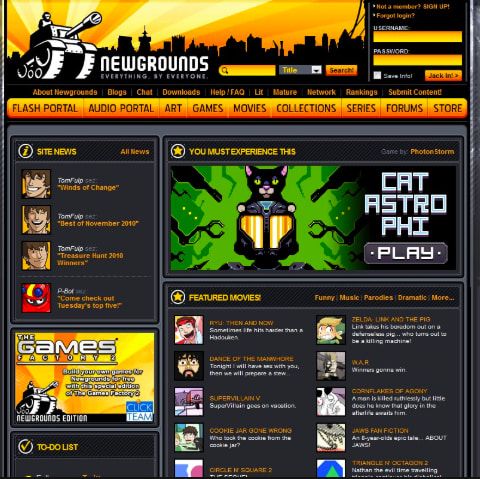 Not a member? SIGN UP!
Forgot login?
USERNAME:
PASSWORD:
Save Info!
Jack In! >
NEWGROUNDS
EVERYTHING, BY EVERYONE.
Title
Search!
About Newgrounds | Blogs | Chat | Downloads | Help / FAQ | Lit | Mature | Network | Rankings | Submit Content!
FLASH PORTAL AUDIO PORTAL ART GAMES MOVIES COLLECTIONS SERIES FORUMS STORE
SITE NEWS
All News
TomFulp sez:
"Winds of Change"
TomFulp sez:
"Best of November 2010"
TomFulp sez:
"Treasure Hunt 2010
Winners"
P-Bot sez:
"Come check out
Tuesday's top five!"
THE
GAMES
FACTORY 2
Build your own games for
Newgrounds for free
with this special edition
of The Games Factory 2!
NEWGROUNDS EDITION
CLICK
TEAM
TO-DO LIST
YOU MUST EXPERIENCE THIS
Game by: PhotonStorm
CAT
ASTRO
PHI
PLAY
FEATURED MOVIES!
Funny | Music | Parodies | Dramatic | More...
RYU: THEN AND NOW
Sometimes life hits harder than a
Hadouken.
ZELDA: LINK AND THE PIG
Link takes his boredom out on a
defenseless pig... who turns out to
be a killing machine!
DANCE OF THE MANWHORE
Tonight I will have sex with you,
then we will prepare a stew...
W.A.R
Winners gonna win.
SUPERVILLAIN V
SuperVillain goes on vacation.
CORNFLAKES OF AGONY
A man is killed ruthlessly but little
does he know that glory in the
afterlife awaits him.
COOKIE JAR GONE WRONG
Who took the cookie from the
cookie jar?
JAWS FAN FICTION
An 8-year-olds epic tale... ABOUT
JAWS!
CIRCLE N' SQUARE 2
THE SEQUEL
TRIANGLE N' OCTAGON 2
Nathan the evil time travelling